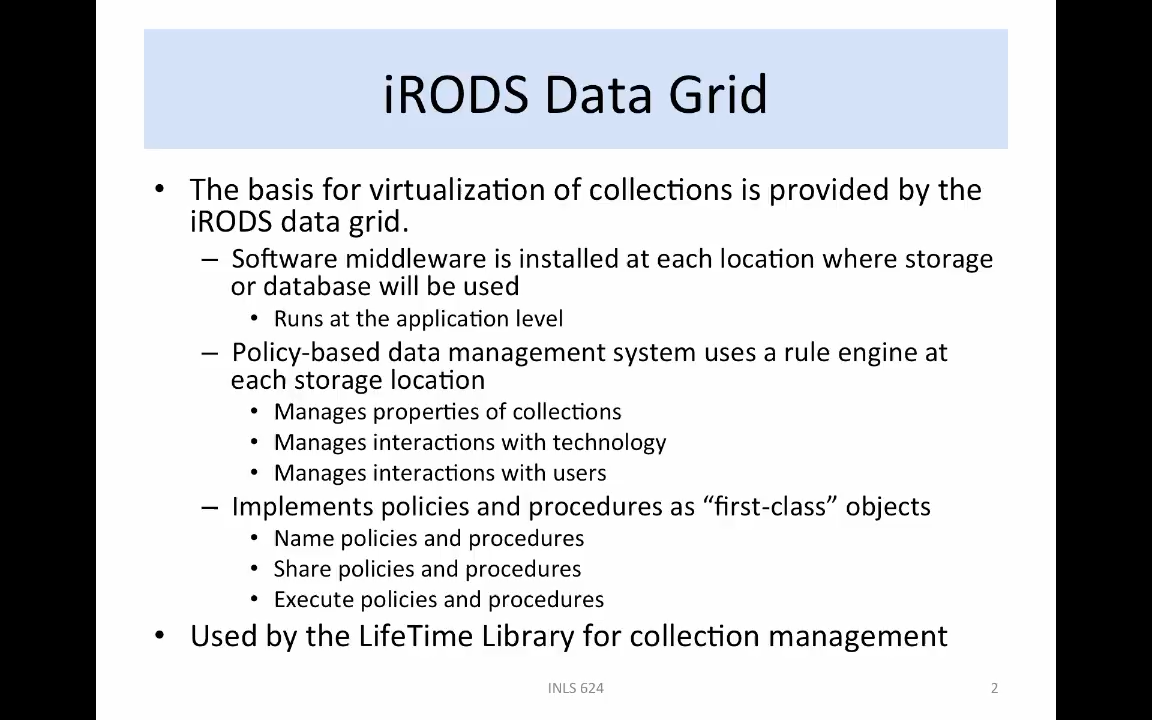 iRODS Data Grid
• The basis for virtualization of collections is provided by the
iRODS data grid.
– Software middleware is installed at each location where storage
or database will be used
• Runs at the application level
– Policy-based data management system uses a rule engine at
each storage location
• Manages properties of collections
• Manages interactions with technology
• Manages interactions with users
– Implements policies and procedures as “first-class” objects
• Name policies and procedures
• Share policies and procedures
• Execute policies and procedures
• Used by the LifeTime Library for collection management
INLS 624
2